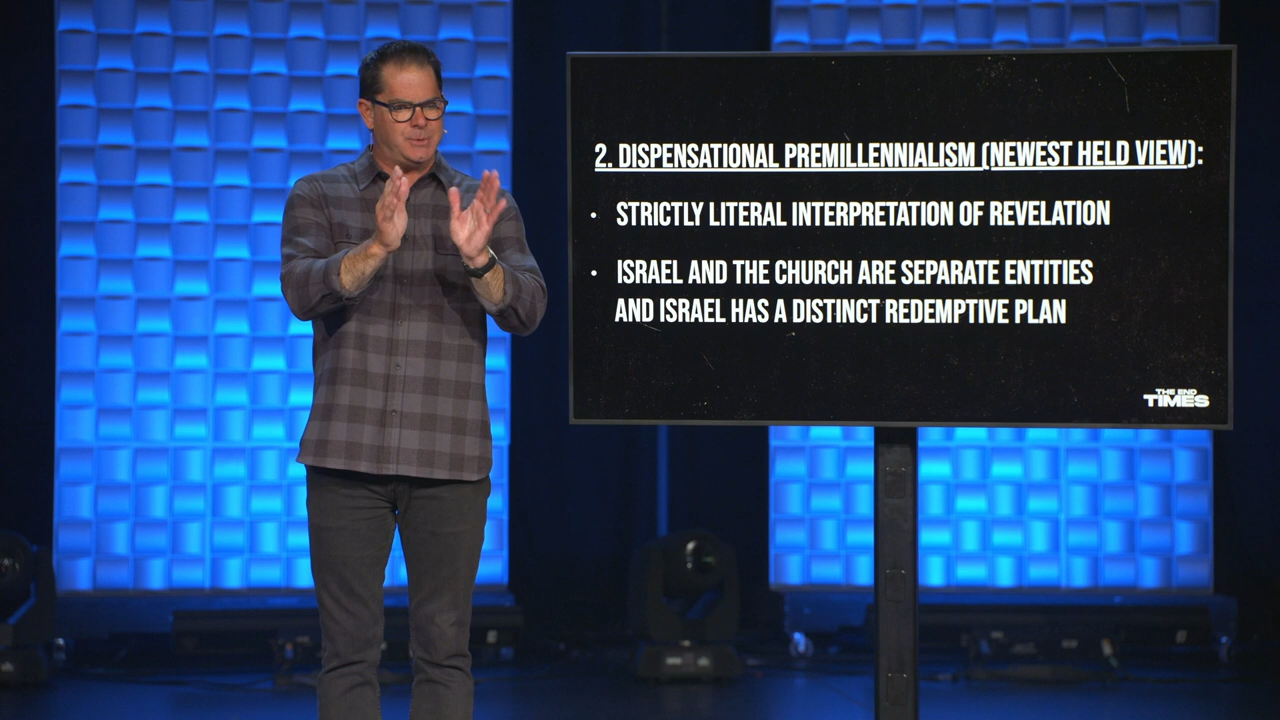 2. DISPENSATIONAL PREMILLENNIALISM (NEWEST HELD VIEW):
• STRICTLY LITERAL INTERPRETATION OF REVELATION
• ISRAEL AND THE CHURCH ARE SEPARATE ENTITIES
AND ISRAEL HAS A DISTINCT REDEMPTIVE PLAN
THE END
TIMES